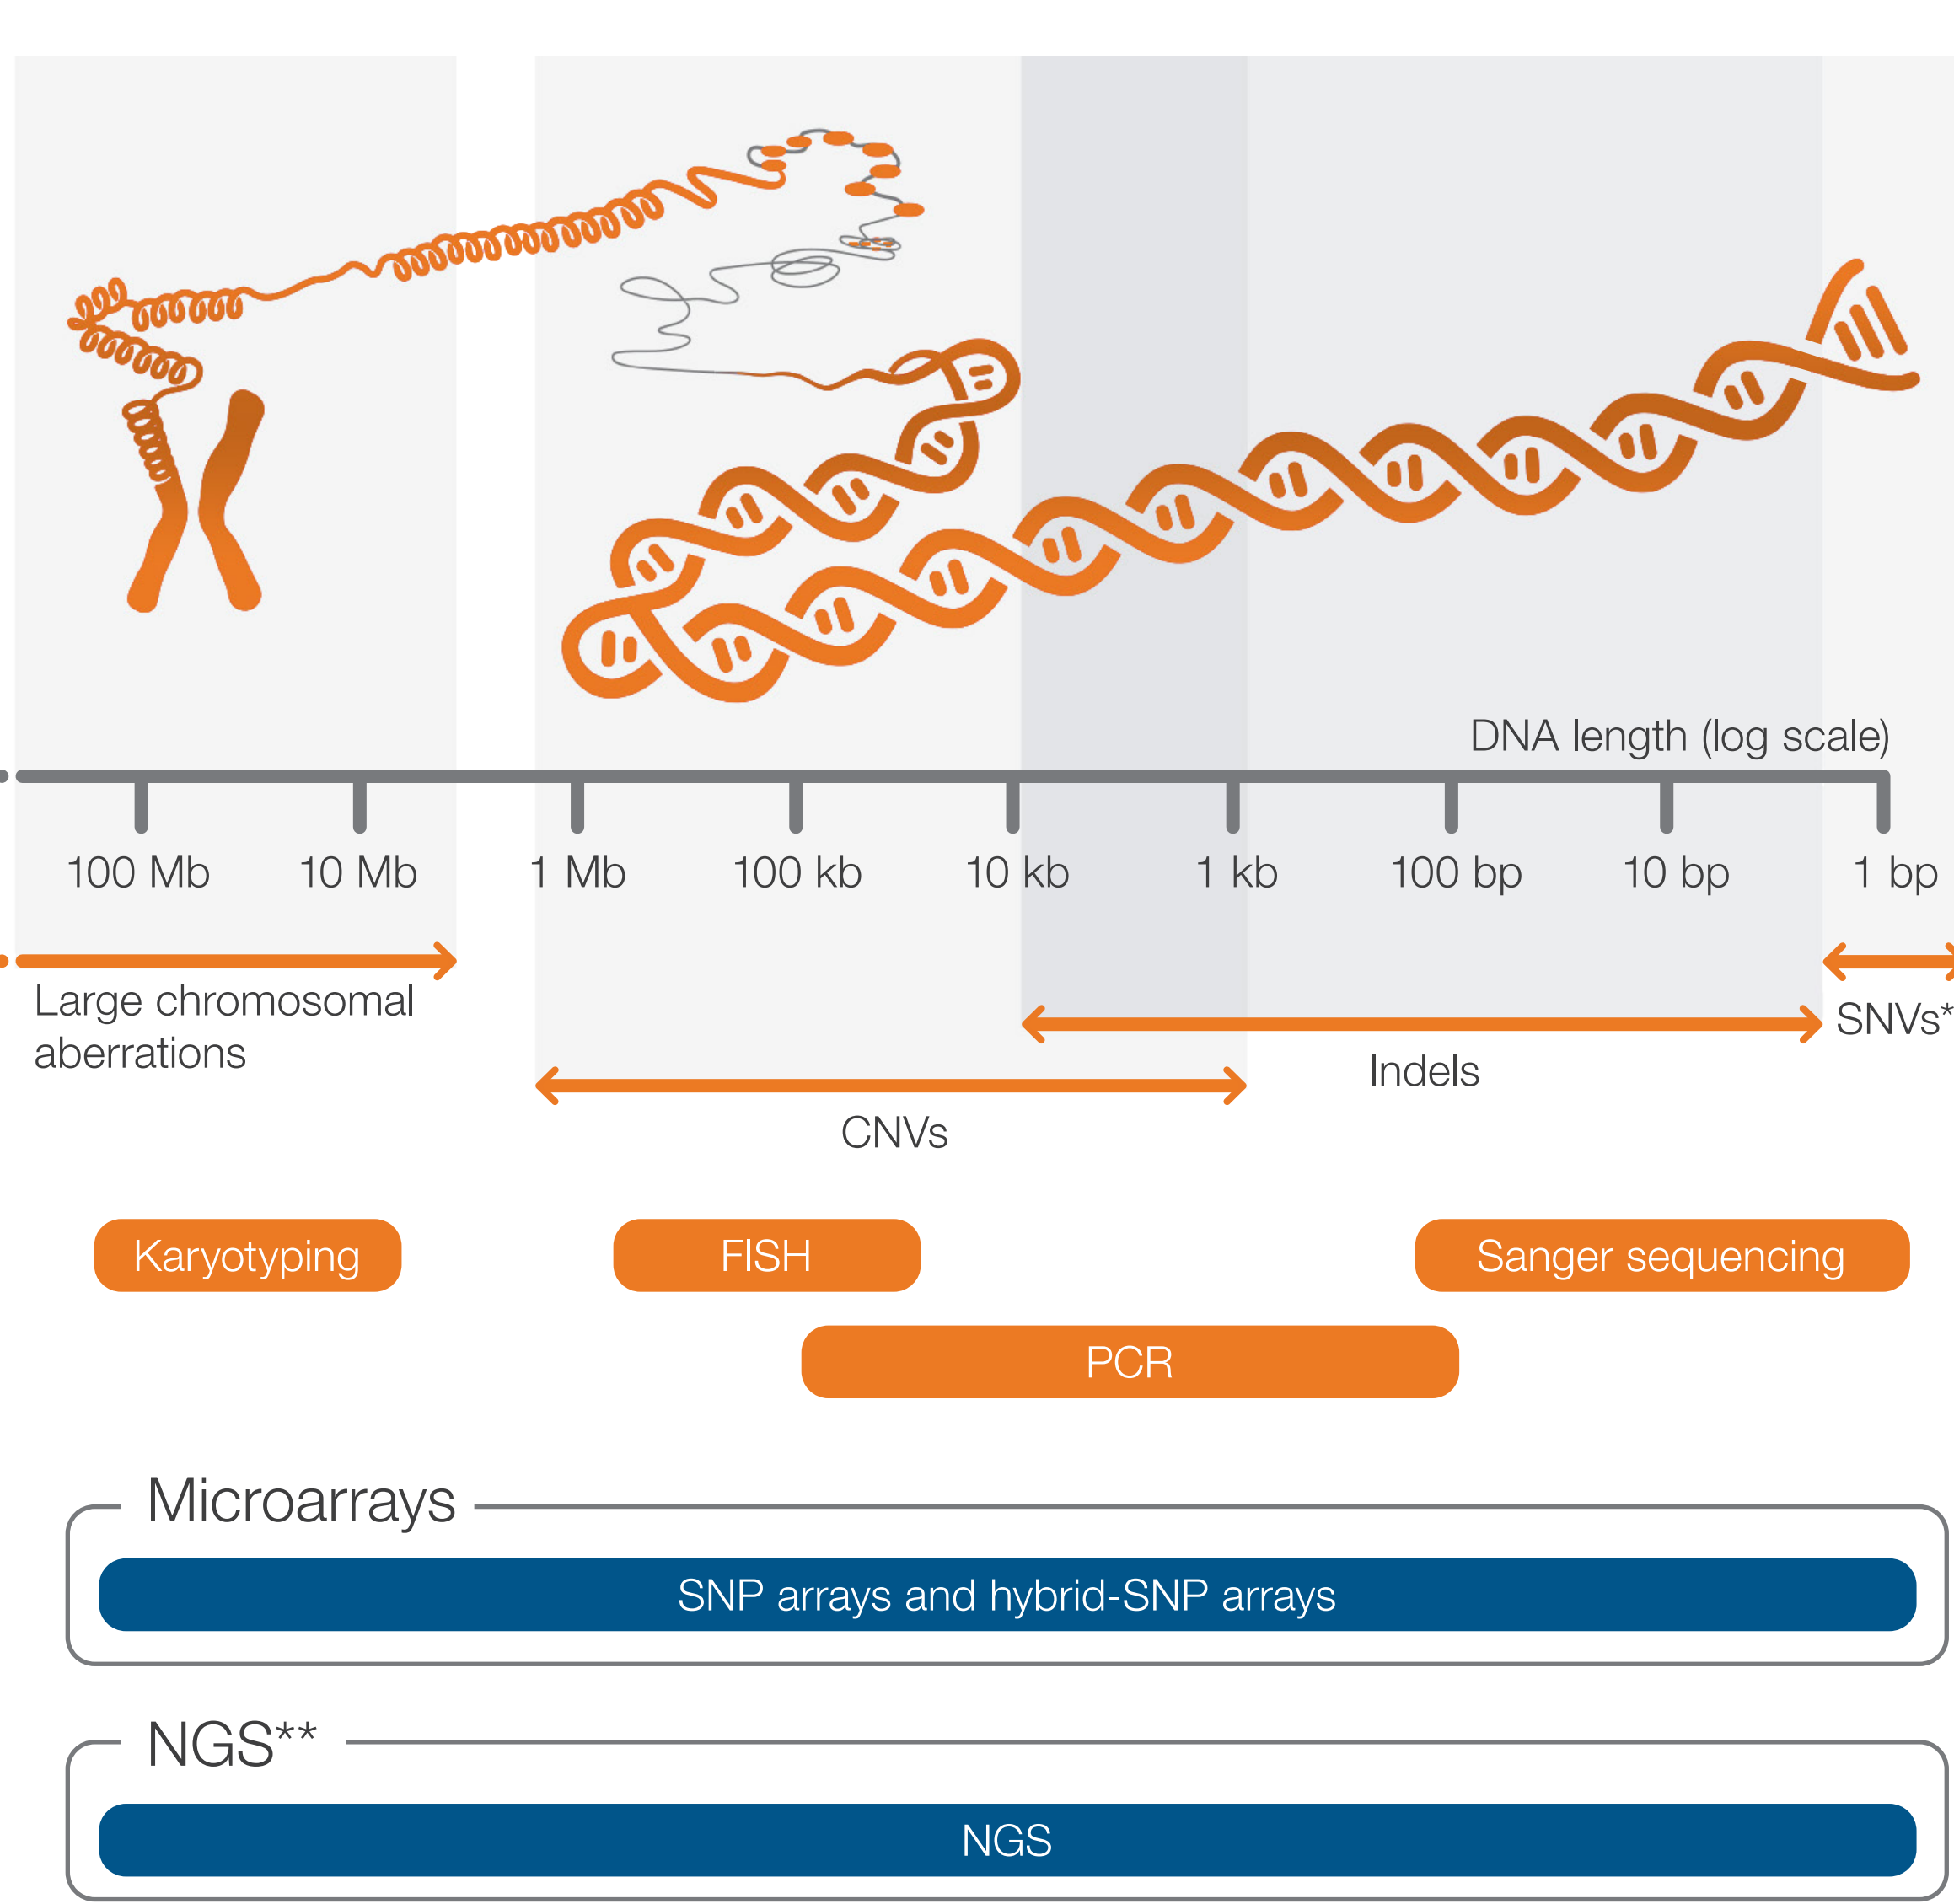 DNA length (log scale)
100 Mb 10 Mb 1 Mb 100 kb 10 kb 1 kb 100 bp 10 bp 1 bp
Large chromosomal
aberrations
SNVs*
Indels
CNVs
Karyotyping FISH Sanger sequencing
PCR
Microarrays
SNP arrays and hybrid-SNP arrays
NGS**
NGS